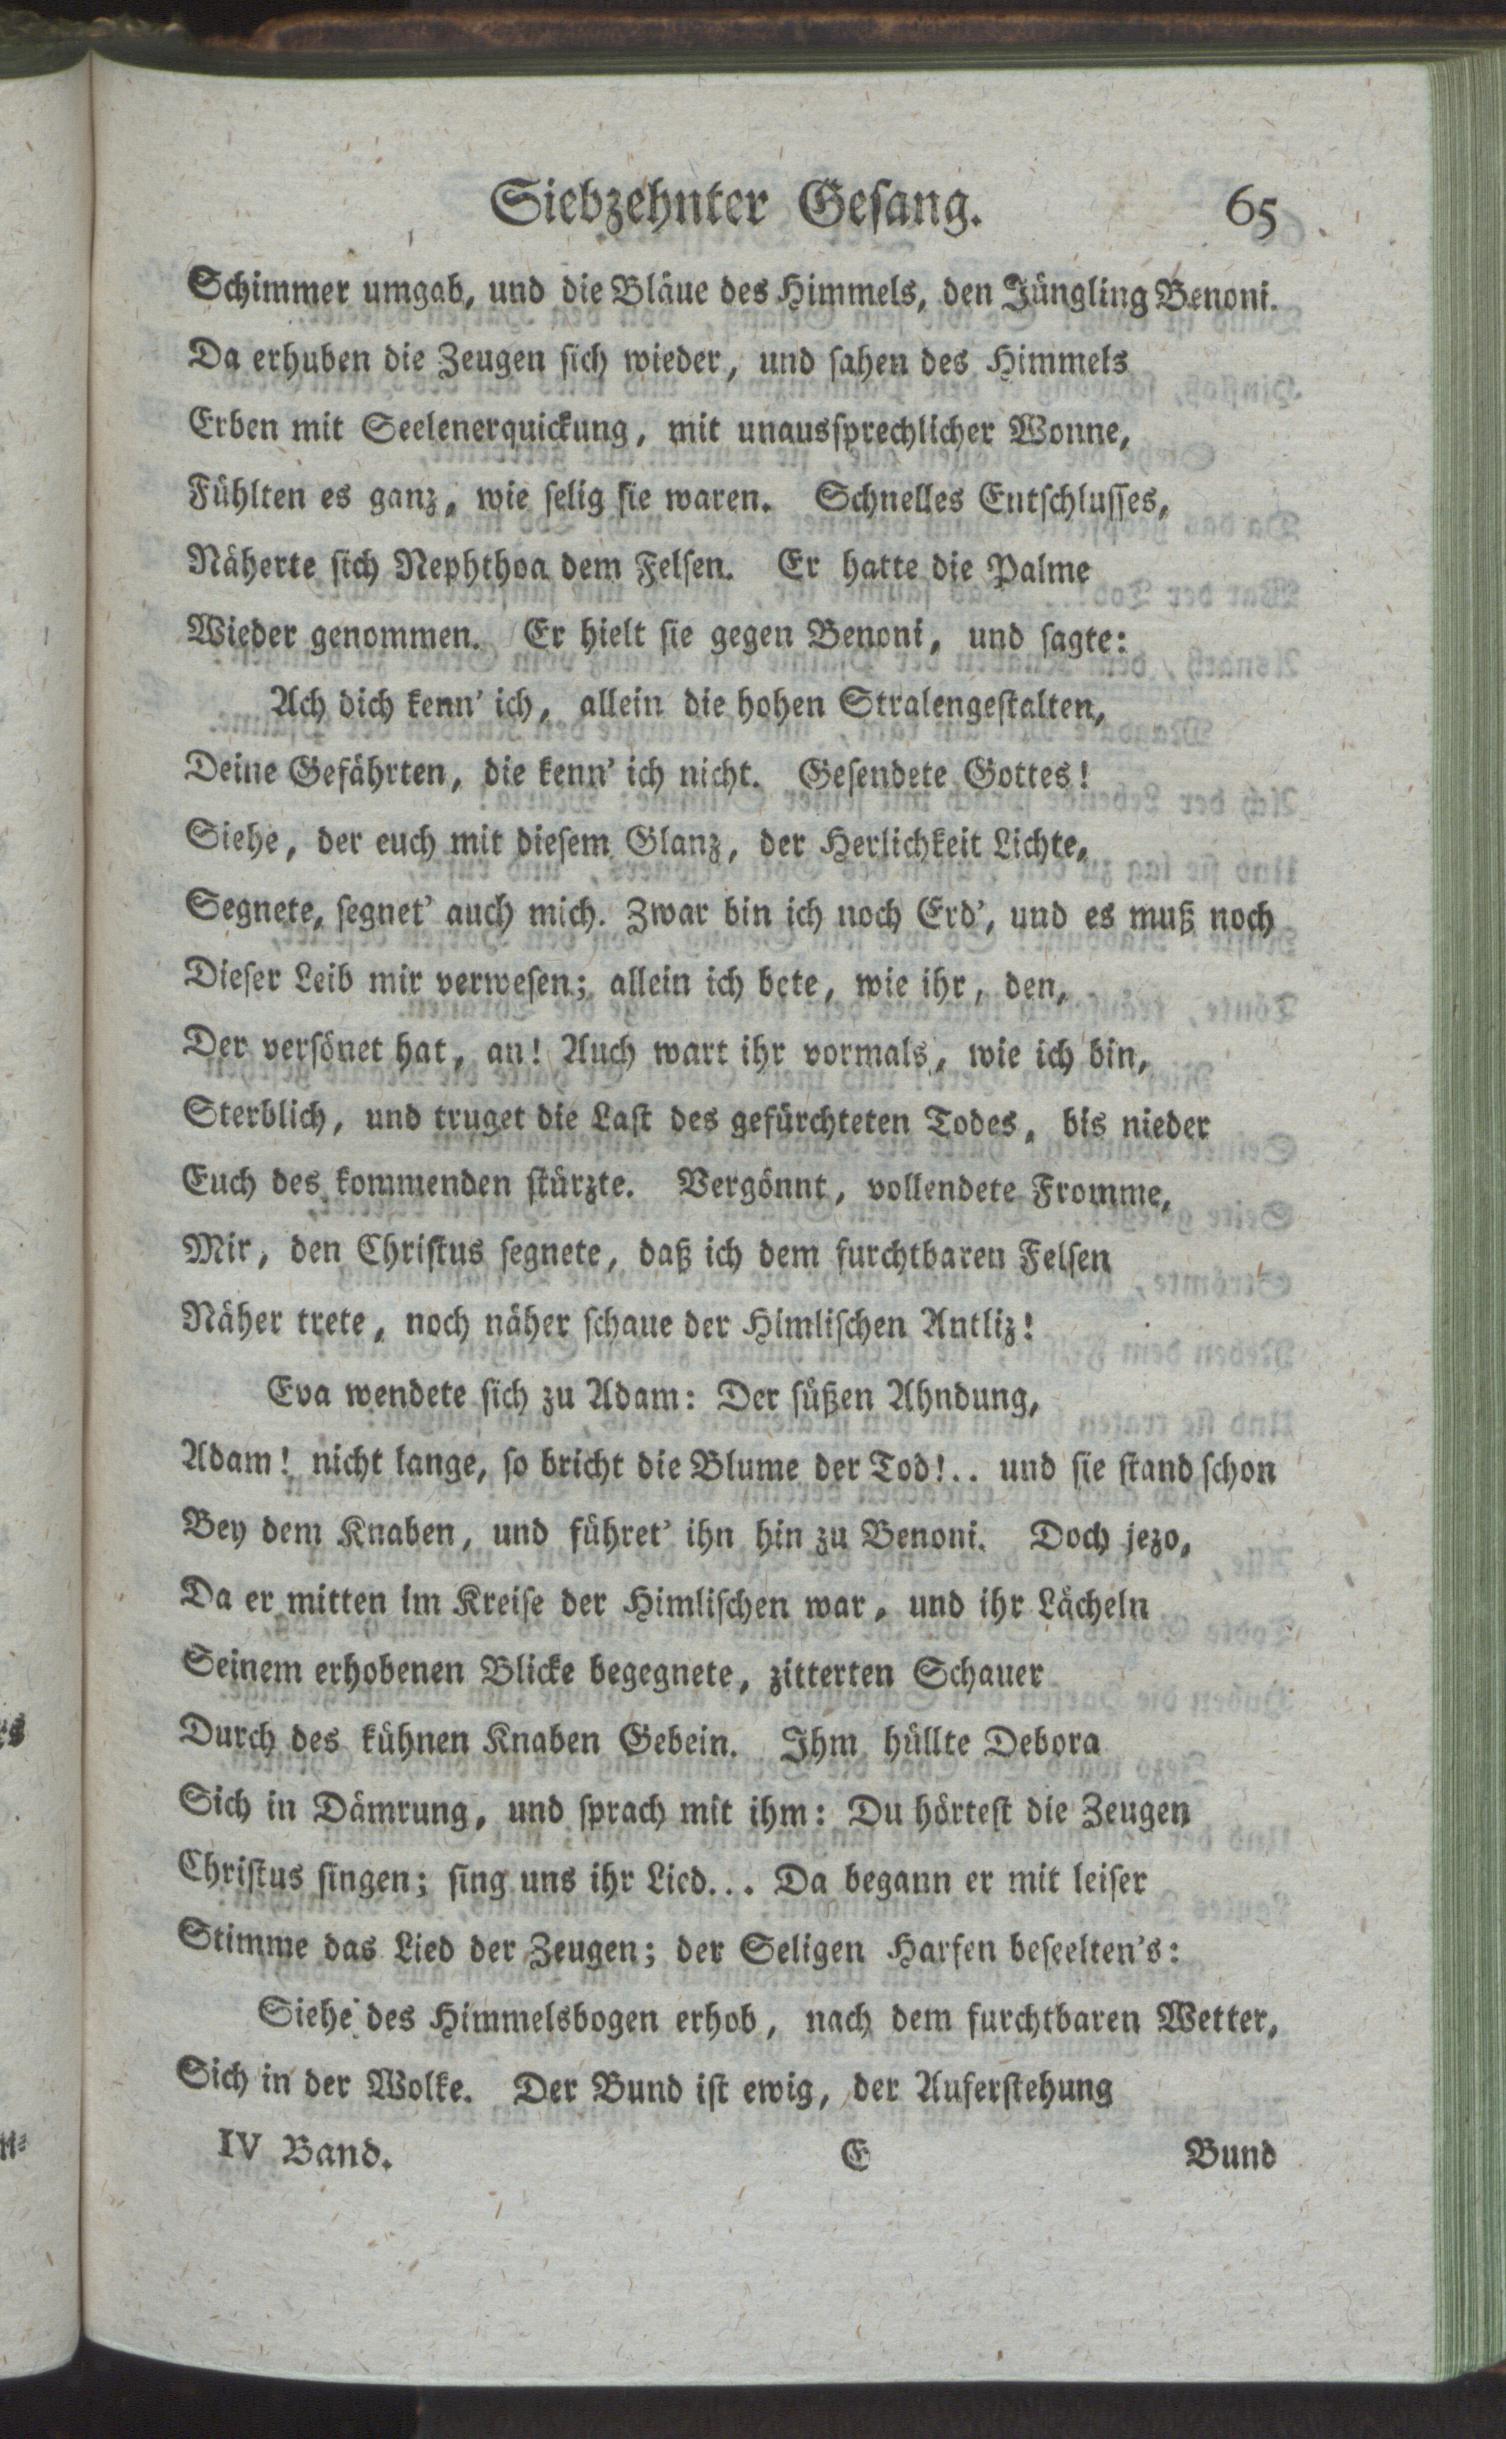 Siebzehnter Gesang. 65
Schimmer umgab, und die Bläue des Himmels, den Jüngling Benoni.
Da erhuben die Zeugen sich wieder, und sahen des Himmels
Erben mit Seelenerquickung, mit unaussprechlicher Wonne,
Fühlten es ganz, wie selig sie waren. Schnelles Entschlusses,
Näherte sich Nephthoa dem Felsen. Er hatte die Palme
Wieder genommen. Er hielt sie gegen Benoni, und sagte:
Ach dich kenn' ich, allein die hohen Stralengestalten,
Deine Gefährten, die kenn' ich nicht. Gesendete Gottes!
Siehe, der euch mit diesem Glanz, der Herlichkeit Lichte,
Segnete, segnet' auch mich. Zwar bin ich noch Erd', und es muß noch
Dieser Leib mir verwesen; allein ich bete, wie ihr, den,
Der versönet hat, an! Auch wart ihr vormals, wie ich bin,
Sterblich, und truget die Last des gefürchteten Todes, bis nieder
Euch des kommenden stürzte. Vergönnt, vollendete Fromme,
Mir, den Christus segnete, daß ich dem furchtbaren Felsen
Näher trete, noch näher schaue der Himlischen Antliz!
Eva wendete sich zu Adam: Der süßen Ahndung,
Adam! nicht lange, so bricht die Blume der Tod!.. und sie stand schon
Bey dem Knaben, und führet' ihn hin zu Benoni. Doch jezo,
Da er mitten im Kreise der Himlischen war, und ihr Lächeln
Seinem erhobenen Blicke begegnete, zitterten Schauer
Durch des kühnen Knaben Gebein. Ihm hüllte Debora
Sich in Dämrung, und sprach mit ihm: Du hörtest die Zeugen
Christus singen; sing uns ihr Lied... Da begann er mit leiser
Stimme das Lied der Zeugen; der Seligen Harfen beseelten's:
Siehe des Himmelsbogen erhob, nach dem furchtbaren Wetter,
Sich in der Wolke. Der Bund ist ewig, der Auferstehung
IV Band. E Bund